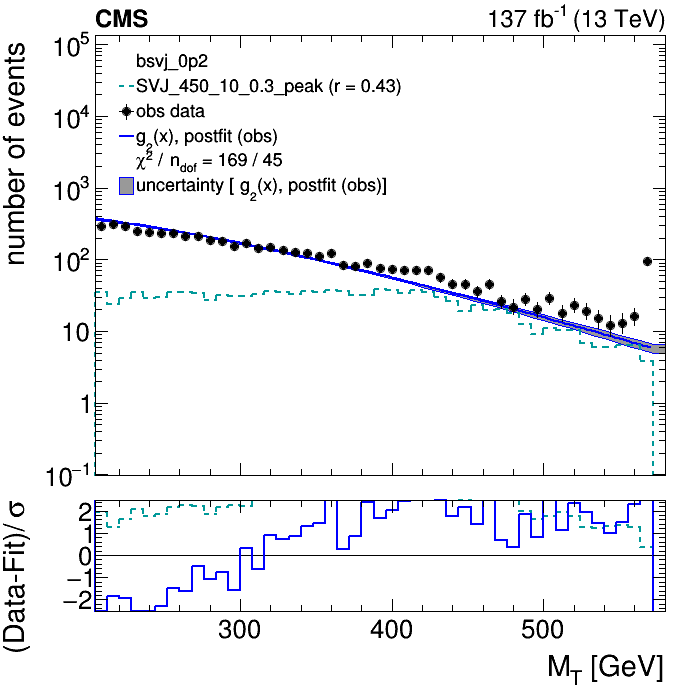 CMS 137 fb⁻¹ (13 TeV)
number of events
10⁵
10⁴
10³
10²
10
1
10⁻¹
bsvj_0p2
SVJ_450_10_0.3_peak (r = 0.43)
obs data
g₂(x), postfit (obs)
χ² / n_dof = 169 / 45
uncertainty [ g₂(x), postfit (obs)]
(Data-Fit)/σ
2
1
0
−1
−2
300 400 500
M_T [GeV]